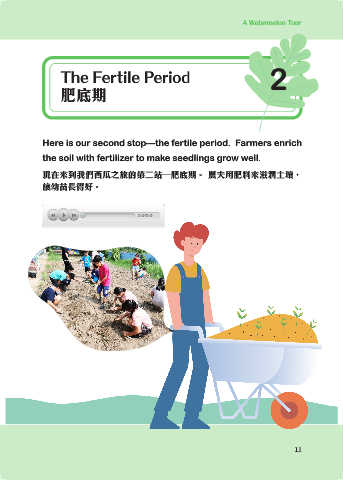 A Watermelon Tour
The Fertile Period
肥底期
2
Here is our second stop—the fertile period. Farmers enrich
the soil with fertilizer to make seedlings grow well.
現在來到我們西瓜之旅的第二站—肥底期。農夫用肥料來滋潤土壤，
讓幼苗長得好。
11